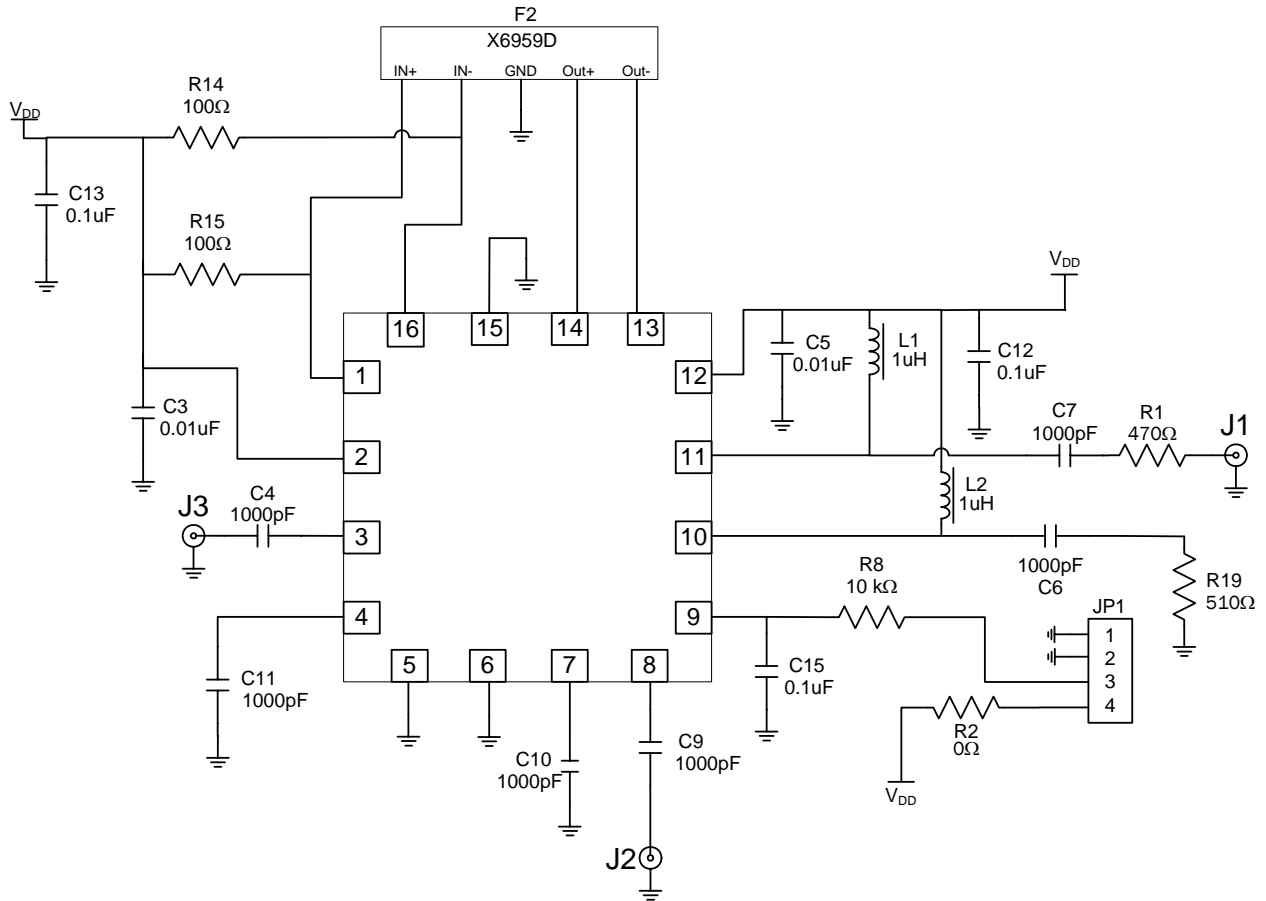 F2
X6959D
IN+ IN- GND Out+ Out-
R14
100Ω
VDD
C13
0.1uF
R15
100Ω
16 15 14 13
VDD
1
12
C5
0.01uF
L1
1uH
C12
0.1uF
C3
0.01uF
2
11
C7
1000pF
R1
470Ω
J1
J3
C4
1000pF
3
10
L2
1uH
1000pF
C6
R19
510Ω
4
9
R8
10 kΩ
JP1
1
2
3
4
C11
1000pF
5 6 7 8
C15
0.1uF
R2
0Ω
VDD
C10
1000pF
C9
1000pF
J2